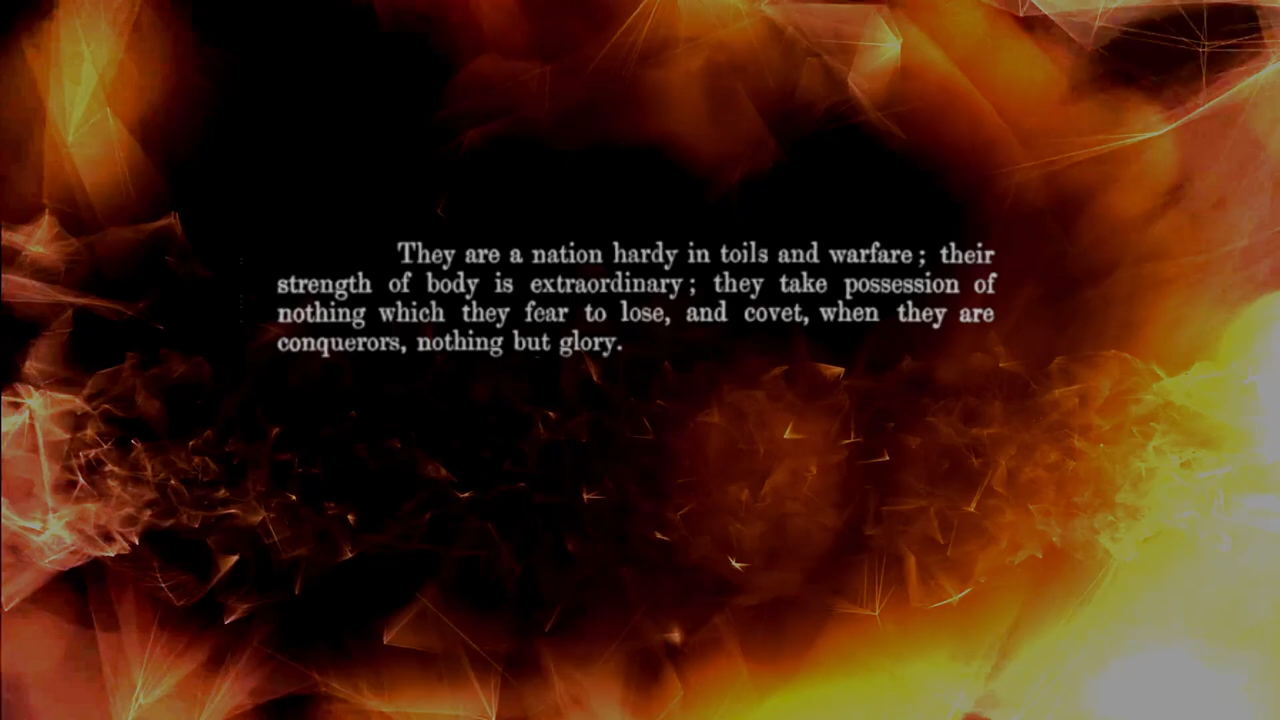 They are a nation hardy in toils and warfare; their
strength of body is extraordinary; they take possession of
nothing which they fear to lose, and covet, when they are
conquerors, nothing but glory.